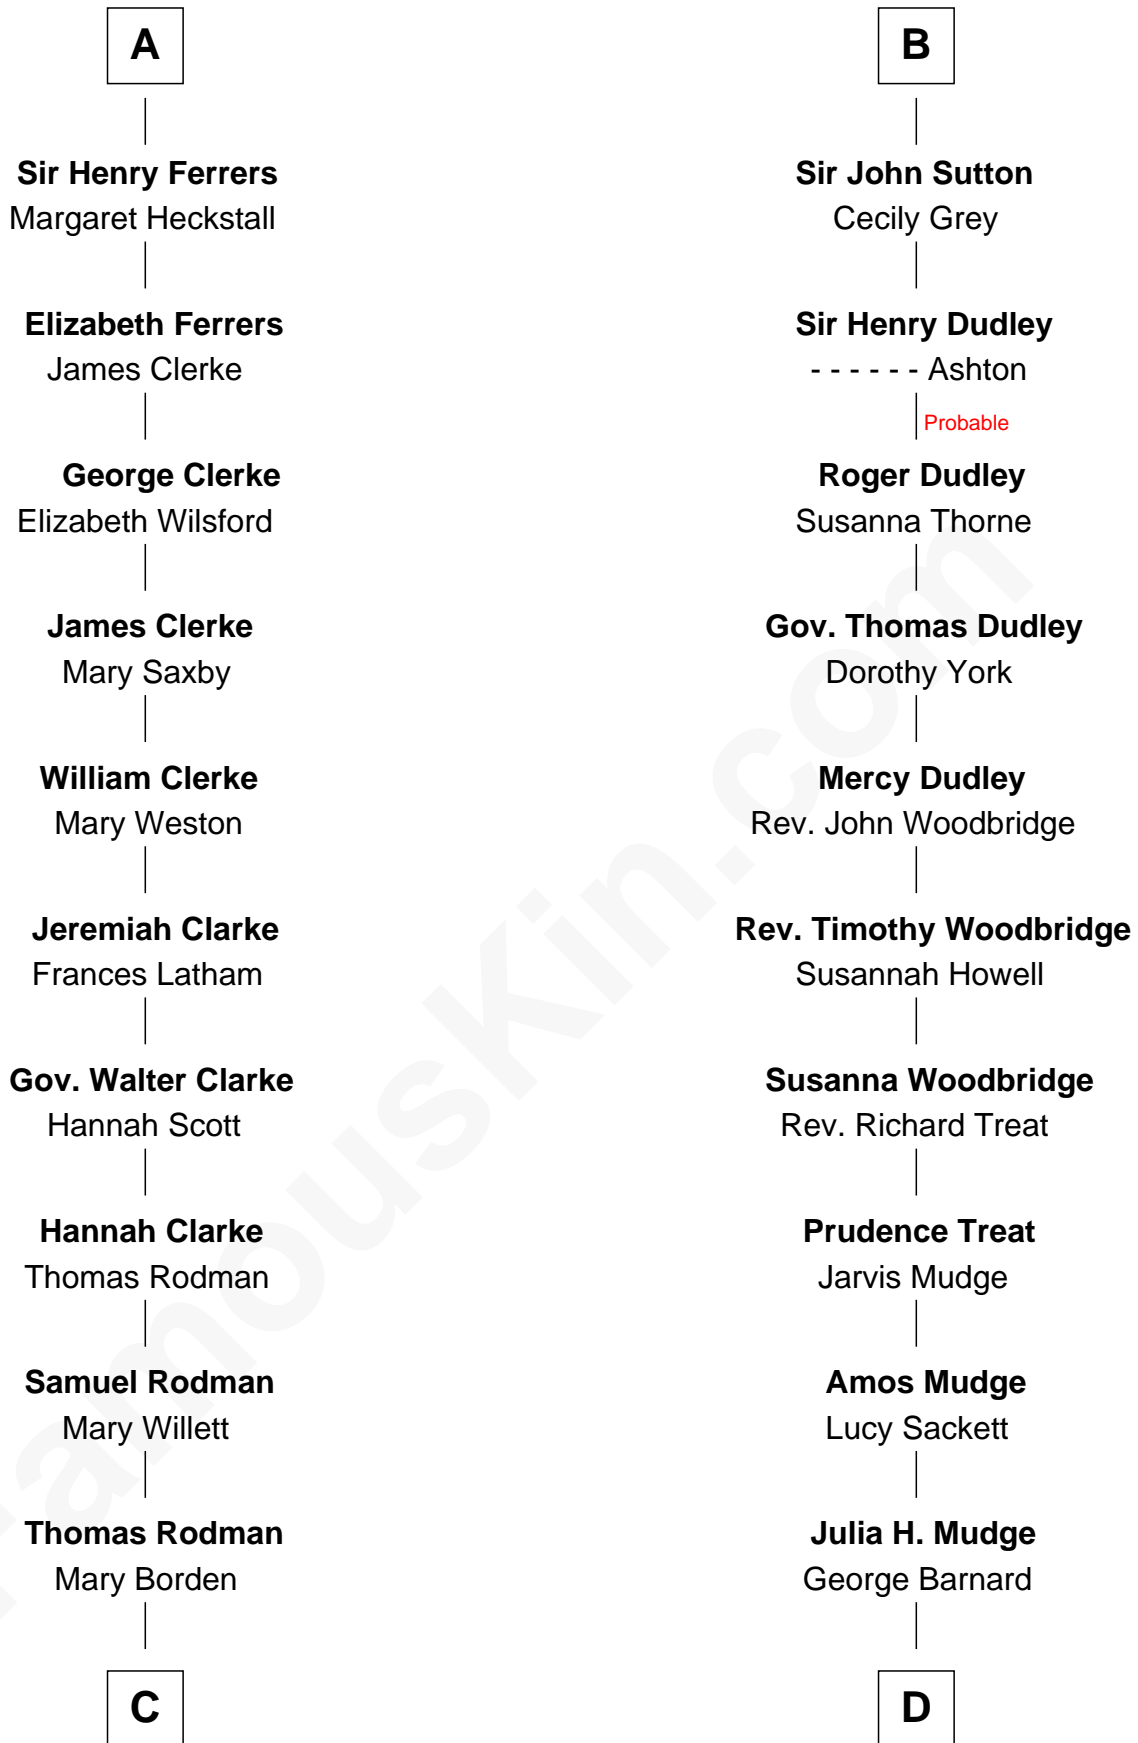 A
Sir Henry Ferrers
Margaret Heckstall
Elizabeth Ferrers
James Clerke
George Clerke
Elizabeth Wilsford
James Clerke
Mary Saxby
William Clerke
Mary Weston
Jeremiah Clarke
Frances Latham
Gov. Walter Clarke
Hannah Scott
Hannah Clarke
Thomas Rodman
Samuel Rodman
Mary Willett
Thomas Rodman
Mary Borden
C
B
Sir John Sutton
Cecily Grey
Sir Henry Dudley
- - - - - - Ashton
Probable
Roger Dudley
Susanna Thorne
Gov. Thomas Dudley
Dorothy York
Mercy Dudley
Rev. John Woodbridge
Rev. Timothy Woodbridge
Susannah Howell
Susanna Woodbridge
Rev. Richard Treat
Prudence Treat
Jarvis Mudge
Amos Mudge
Lucy Sackett
Julia H. Mudge
George Barnard
D
FamousKin.com